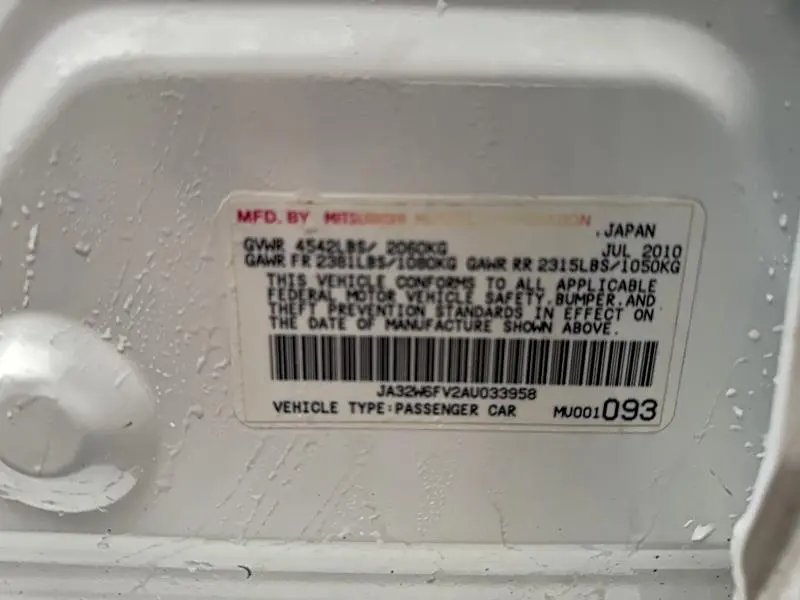 MFD. BY MITSUBISHI MOTORS CORPORATION
, JAPAN
GVWR 4542LBS/ 2060KG JUL 2010
GAWR FR 2381LBS/1080KG GAWR RR 2315LBS/1050KG
THIS VEHICLE CONFORMS TO ALL APPLICABLE
FEDERAL MOTOR VEHICLE SAFETY,BUMPER,AND
THEFT PREVENTION STANDARDS IN EFFECT ON
THE DATE OF MANUFACTURE SHOWN ABOVE.
JA32W6FV2AU033958
VEHICLE TYPE:PASSENGER CAR MU001 093